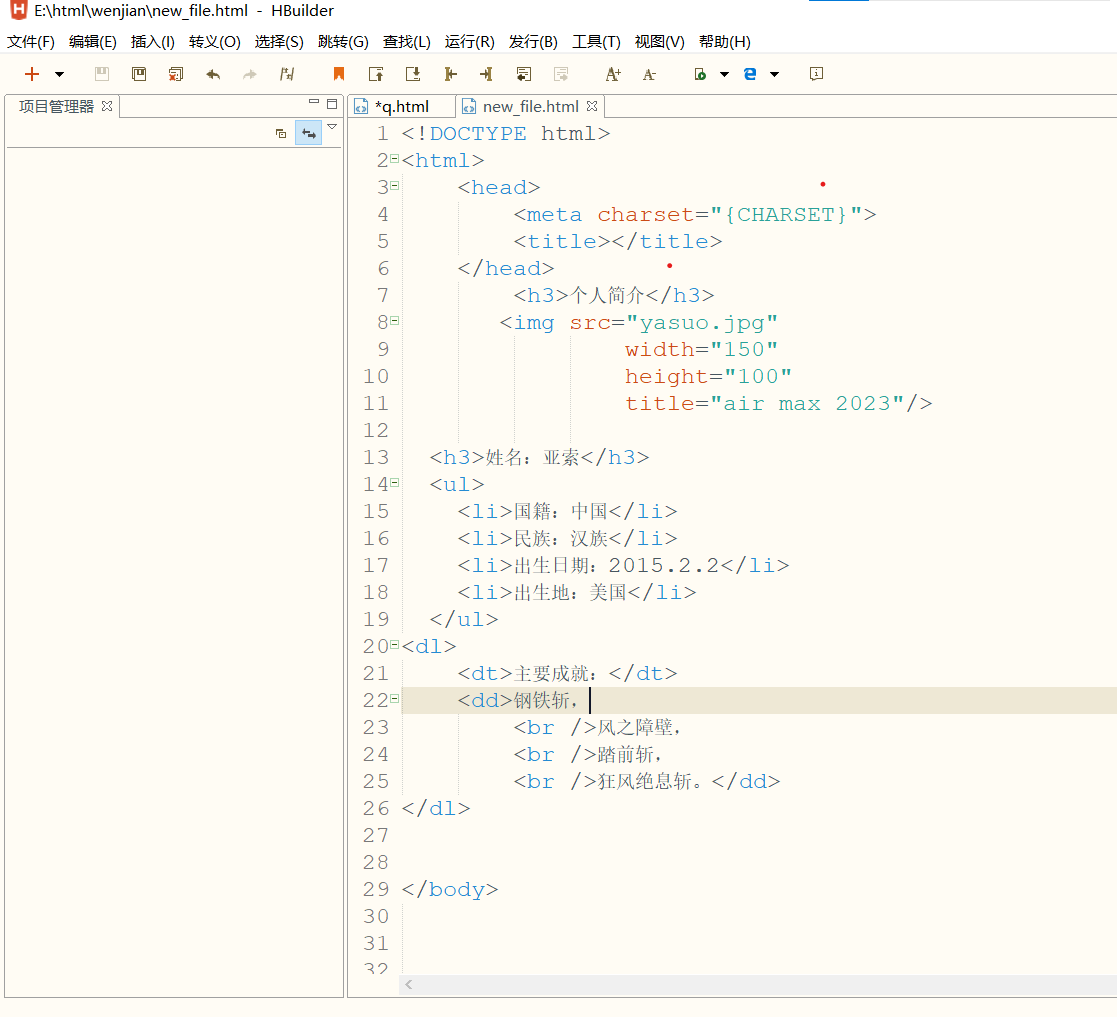 E:\html\wenjian\new_file.html - HBuilder
文件(F) 编辑(E) 插入(I) 转义(O) 选择(S) 跳转(G) 查找(L) 运行(R) 发行(B) 工具(T) 视图(V) 帮助(H)
项目管理器
*q.html new_file.html
1 <!DOCTYPE html>
2 <html>
3 <head>
4 <meta charset="{CHARSET}">
5 <title></title>
6 </head>
7 <h3>个人简介</h3>
8 <img src="yasuo.jpg"
9 width="150"
10 height="100"
11 title="air max 2023"/>
12
13 <h3>姓名：亚索</h3>
14 <ul>
15 <li>国籍：中国</li>
16 <li>民族：汉族</li>
17 <li>出生日期：2015.2.2</li>
18 <li>出生地：美国</li>
19 </ul>
20 <dl>
21 <dt>主要成就：</dt>
22 <dd>钢铁斩，
23 <br />风之障壁，
24 <br />踏前斩，
25 <br />狂风绝息斩。</dd>
26 </dl>
27
28
29 </body>
30
31
32